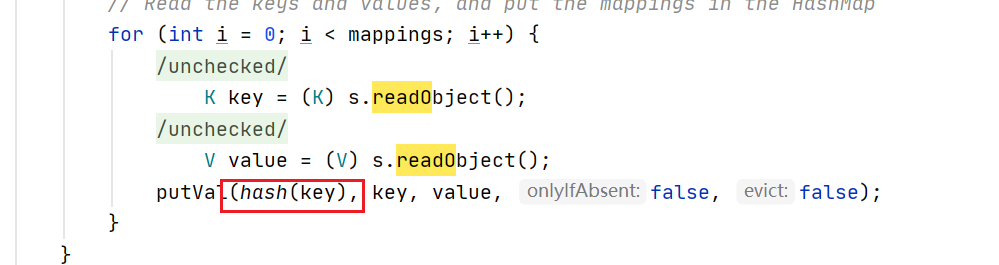 // Read the keys and values, and put the mappings in the HashMap
for (int i = 0; i < mappings; i++) {
/unchecked/
K key = (K) s.readObject();
/unchecked/
V value = (V) s.readObject();
putVal(hash(key), key, value, onlyIfAbsent: false, evict: false);
}
}